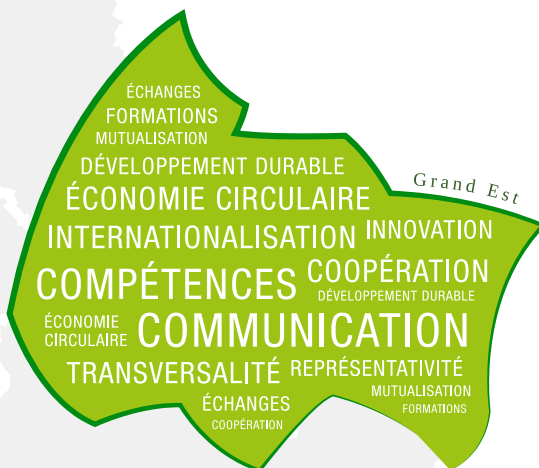 ÉCHANGES
FORMATIONS
MUTUALISATION
DÉVELOPPEMENT DURABLE
Grand Est
ÉCONOMIE CIRCULAIRE
INTERNATIONALISATION INNOVATION
COMPÉTENCES COOPÉRATION
DÉVELOPPEMENT DURABLE
ÉCONOMIE
CIRCULAIRE COMMUNICATION
TRANSVERSALITÉ REPRÉSENTATIVITÉ
MUTUALISATION
ÉCHANGES
FORMATIONS
COOPÉRATION